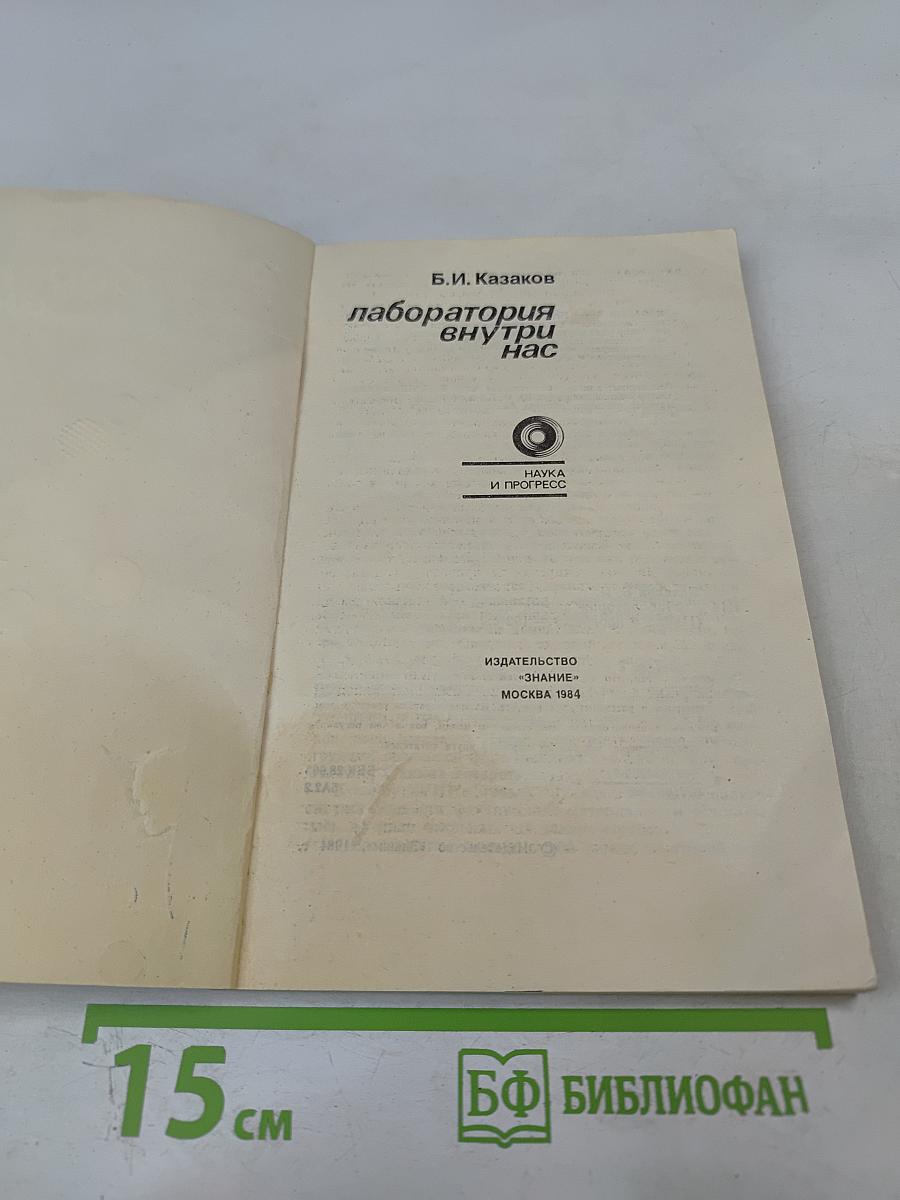 Б.И. Казаков
лаборатория
внутри
нас
НАУКА
И ПРОГРЕСС
ИЗДАТЕЛЬСТВО
«ЗНАНИЕ»
МОСКВА 1984
15 см
БФ БИБЛИОФАН